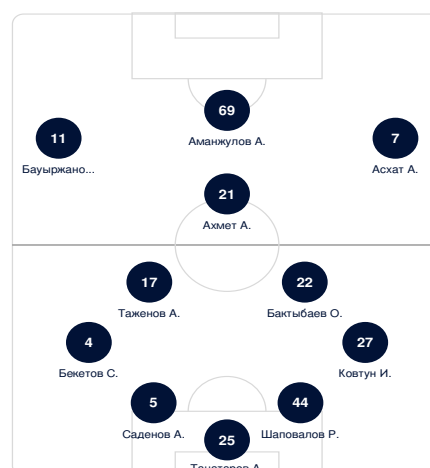 69
Аманжулов А.
11
7
Бауыржано...
Асхат А.
21
Ахмет А.
17
22
Таженов А.
Бактыбаев О.
4
27
Бекетов С.
Ковтун И.
5
44
Саденов А.
Шаповалов Р.
25